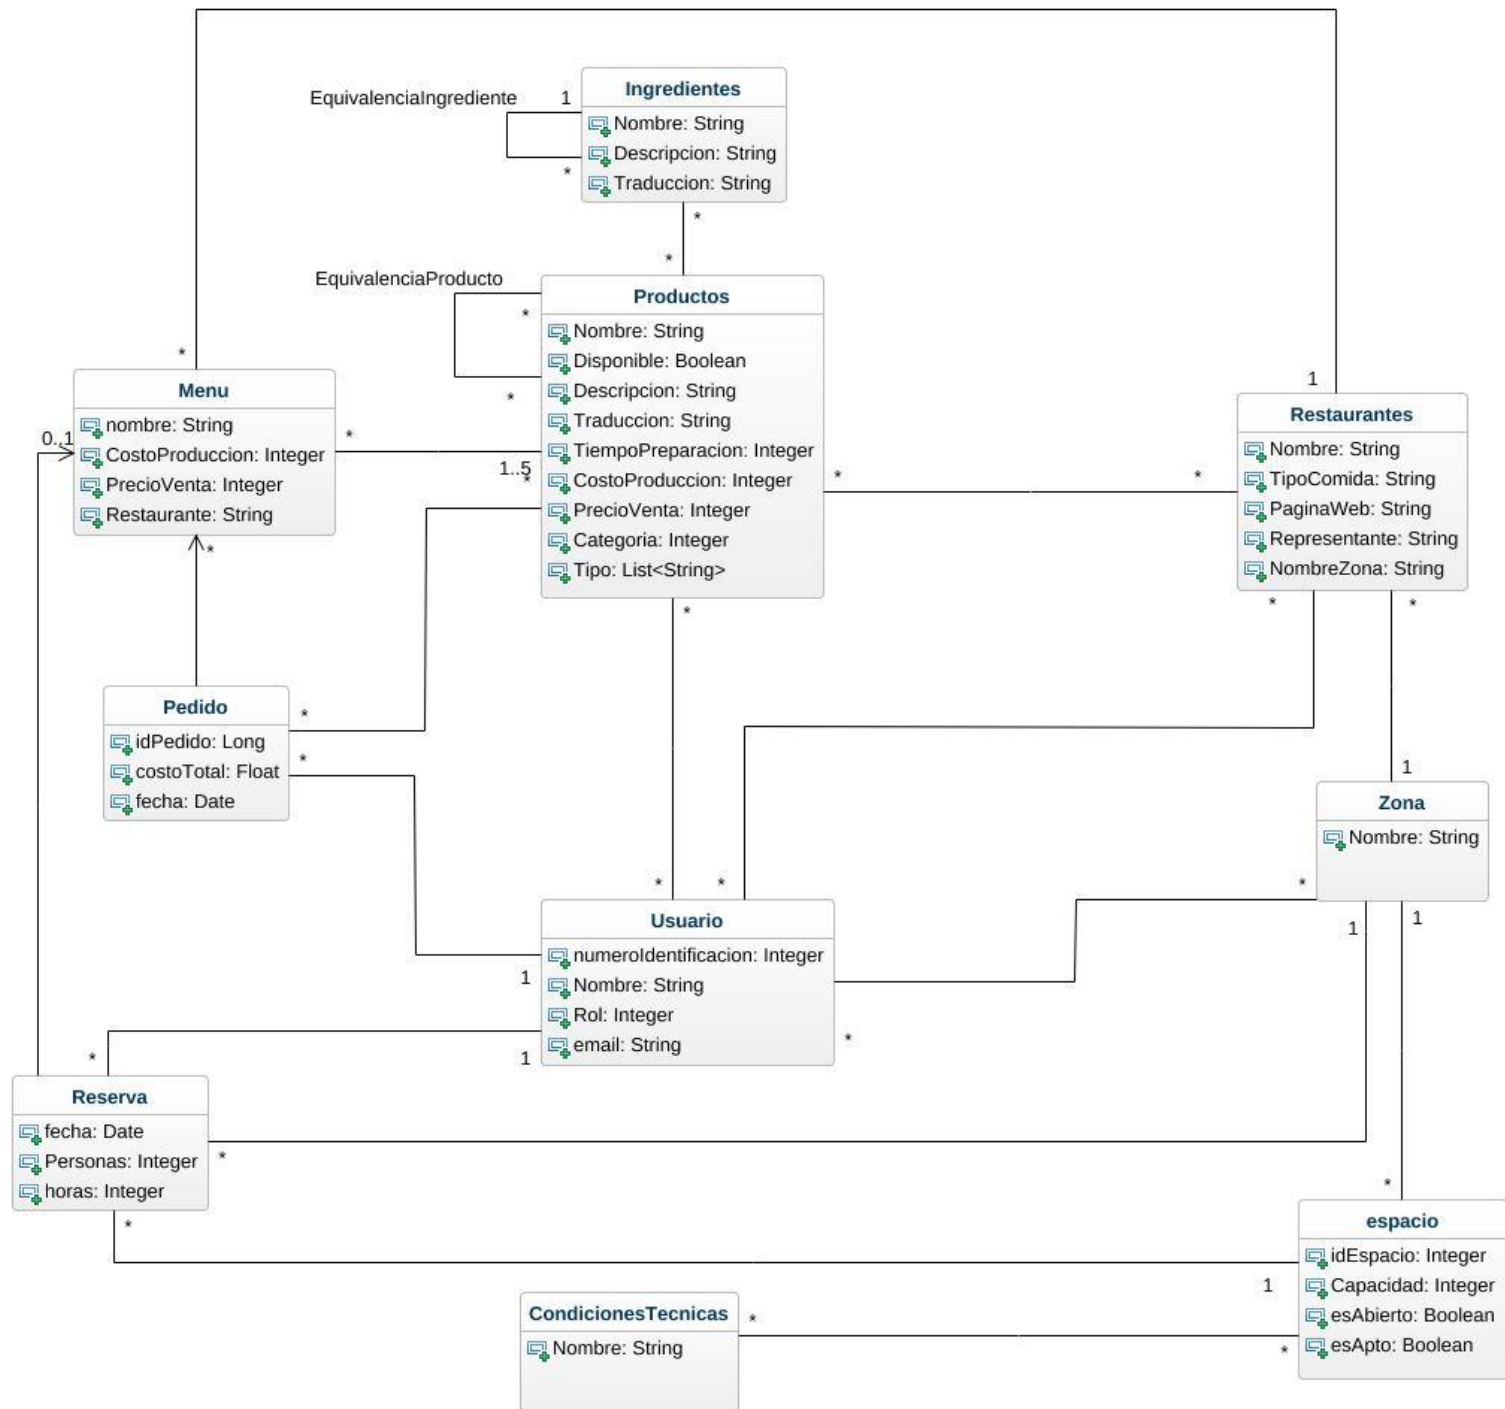 EquivalenciaIngrediente
1
*
Ingredientes
Nombre: String
Descripcion: String
Traduccion: String
*
*
EquivalenciaProducto
*
*
Productos
Nombre: String
Disponible: Boolean
Descripcion: String
Traduccion: String
TiempoPreparacion: Integer
CostoProduccion: Integer
PrecioVenta: Integer
Categoria: Integer
Tipo: List<String>
*
Menu
nombre: String
CostoProduccion: Integer
PrecioVenta: Integer
Restaurante: String
0..1
*
1..5
*
*
*
*
1
Restaurantes
Nombre: String
TipoComida: String
PaginaWeb: String
Representante: String
NombreZona: String
*
*
*
Pedido
idPedido: Long
costoTotal: Float
fecha: Date
*
*
1
Zona
Nombre: String
*
*
*
1
1
Usuario
numeroIdentificacion: Integer
Nombre: String
Rol: Integer
email: String
1
1
*
*
Reserva
fecha: Date
Personas: Integer
horas: Integer
*
*
*
espacio
idEspacio: Integer
Capacidad: Integer
esAbierto: Boolean
esApto: Boolean
1
*
CondicionesTecnicas
Nombre: String
*